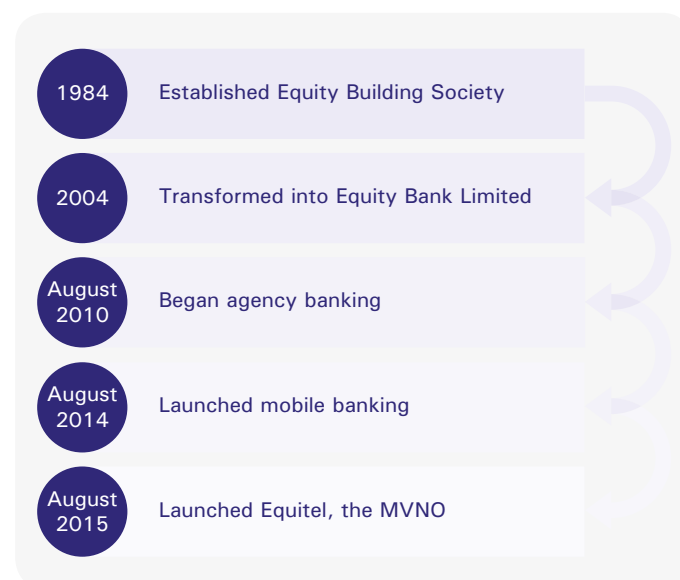 1984
Established Equity Building Society
2004
Transformed into Equity Bank Limited
August
2010
Began agency banking
August
2014
Launched mobile banking
August
2015
Launched Equitel, the MVNO